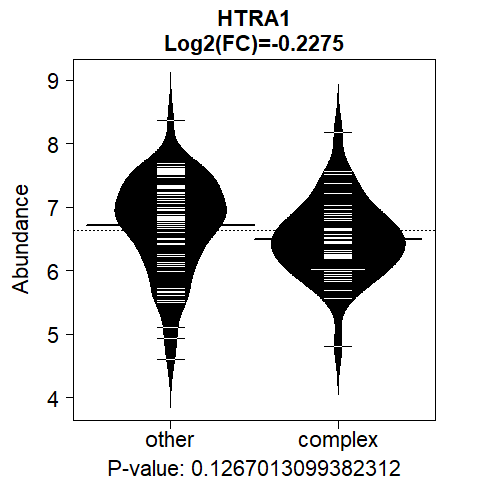 HTRA1
Log2(FC)=-0.2275
Abundance
9
8
7
6
5
4
other complex
P-value: 0.1267013099382312